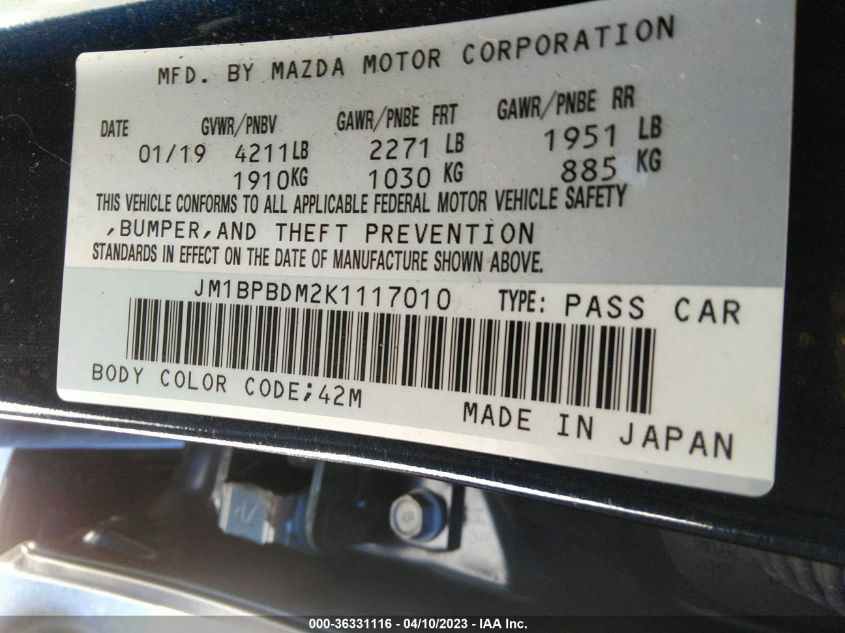 MFD. BY MAZDA MOTOR CORPORATION
DATE GVWR/PNBV GAWR/PNBE FRT GAWR/PNBE RR
01/19 4211LB 2271 LB 1951 LB
1910KG 1030 KG 885 KG
THIS VEHICLE CONFORMS TO ALL APPLICABLE FEDERAL MOTOR VEHICLE SAFETY
,BUMPER,AND THEFT PREVENTION
STANDARDS IN EFFECT ON THE DATE OF MANUFACTURE SHOWN ABOVE.
JM1BPBDM2K1117010 TYPE: PASS CAR
BODY COLOR CODE;42M
MADE IN JAPAN
000-36331116 - 04/10/2023 - IAA Inc.